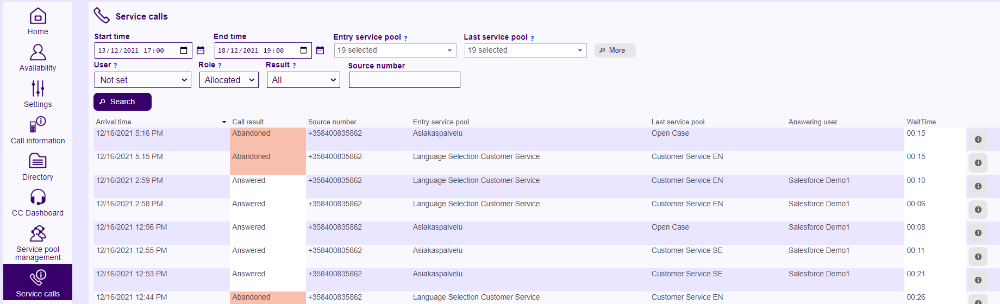 Home
Availability
Settings
Call information
Directory
CC Dashboard
Service pool
management
Service calls
Service calls
Start time End time Entry service pool ? Last service pool ?
13/12/2021 17:00 18/12/2021 19:00 19 selected 19 selected More
User ? Role ? Result ? Source number
Not set Allocated All
Search
Arrival time Call result Source number Entry service pool Last service pool Answering user WaitTime
12/16/2021 5:16 PM Abandoned +358400835862 Asiakaspalvelu Open Case 00:15
12/16/2021 5:15 PM Abandoned +358400835862 Language Selection Customer Service Customer Service EN 00:15
12/16/2021 2:59 PM Answered +358400835862 Language Selection Customer Service Customer Service EN Salesforce Demo1 00:10
12/16/2021 2:58 PM Answered +358400835862 Language Selection Customer Service Customer Service EN Salesforce Demo1 00:06
12/16/2021 12:56 PM Answered +358400835862 Asiakaspalvelu Open Case Salesforce Demo1 00:08
12/16/2021 12:55 PM Answered +358400835862 Asiakaspalvelu Customer Service SE Salesforce Demo1 00:11
12/16/2021 12:53 PM Answered +358400835862 Asiakaspalvelu Customer Service SE Salesforce Demo1 00:21
12/16/2021 12:44 PM Abandoned +358400835862 Language Selection Customer Service Customer Service EN 00:26